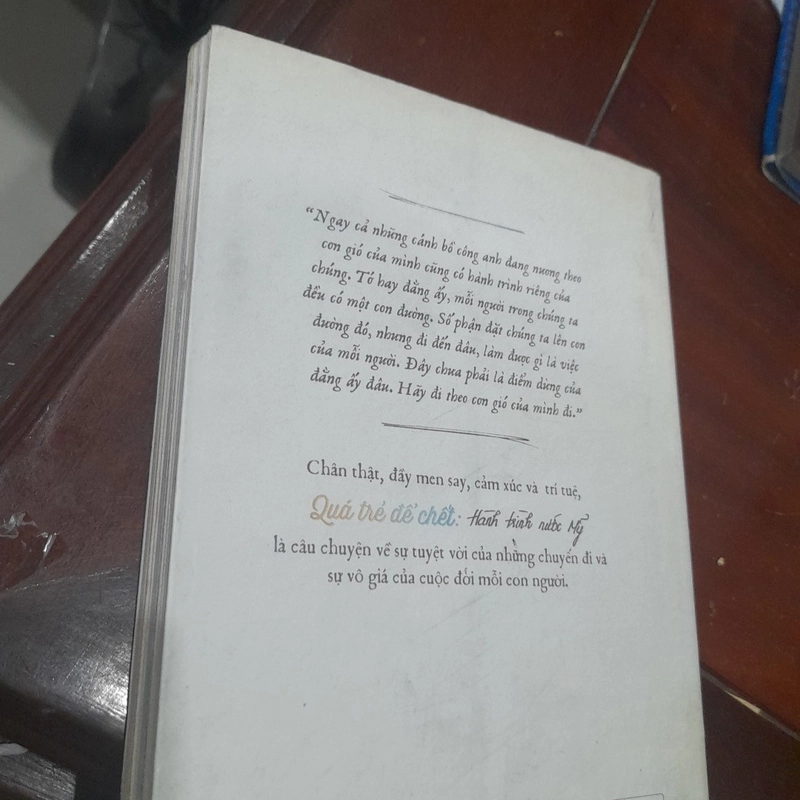 “Ngay cả những cánh bồ công anh đang nương theo
cơn gió của mình cũng có hành trình riêng của
chúng. Tớ hay đằng ấy, mỗi người trong chúng ta
đều có một con đường. Số phận đặt chúng ta lên con
đường đó, nhưng đi đến đâu, làm được gì là việc
của mỗi người. Đây chưa phải là điểm dừng của
đằng ấy đâu. Hãy đi theo cơn gió của mình đi.”
Chân thật, đầy men say, cảm xúc và trí tuệ,
Quá trẻ để chết: Hành trình nước Mỹ
là câu chuyện về sự tuyệt vời của những chuyến đi và
sự vô giá của cuộc đời mỗi con người.